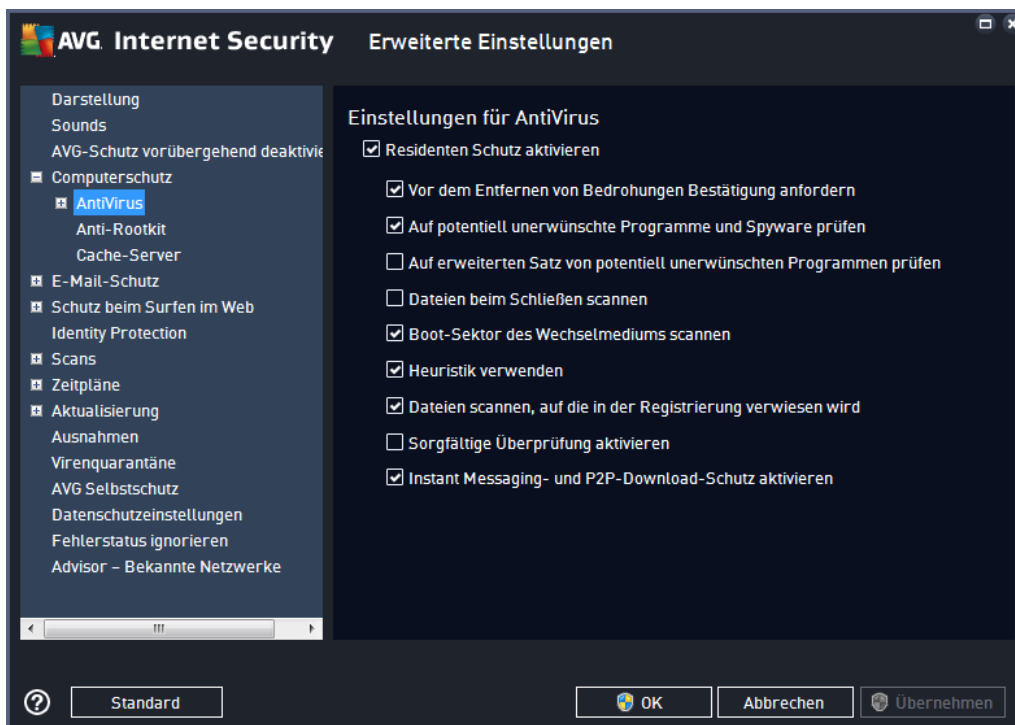 AVG Internet Security Erweiterte Einstellungen
Darstellung
Sounds
AVG-Schutz vorübergehend deaktivie
Computerschutz
AntiVirus
Anti-Rootkit
Cache-Server
E-Mail-Schutz
Schutz beim Surfen im Web
Identity Protection
Scans
Zeitpläne
Aktualisierung
Ausnahmen
Virenquarantäne
AVG Selbstschutz
Datenschutzeinstellungen
Fehlerstatus ignorieren
Advisor – Bekannte Netzwerke
Einstellungen für AntiVirus
Residenten Schutz aktivieren
Vor dem Entfernen von Bedrohungen Bestätigung anfordern
Auf potentiell unerwünschte Programme und Spyware prüfen
Auf erweiterten Satz von potentiell unerwünschten Programmen prüfen
Dateien beim Schließen scannen
Boot-Sektor des Wechselmediums scannen
Heuristik verwenden
Dateien scannen, auf die in der Registrierung verwiesen wird
Sorgfältige Überprüfung aktivieren
Instant Messaging- und P2P-Download-Schutz aktivieren
Standard
OK
Abbrechen
Übernehmen